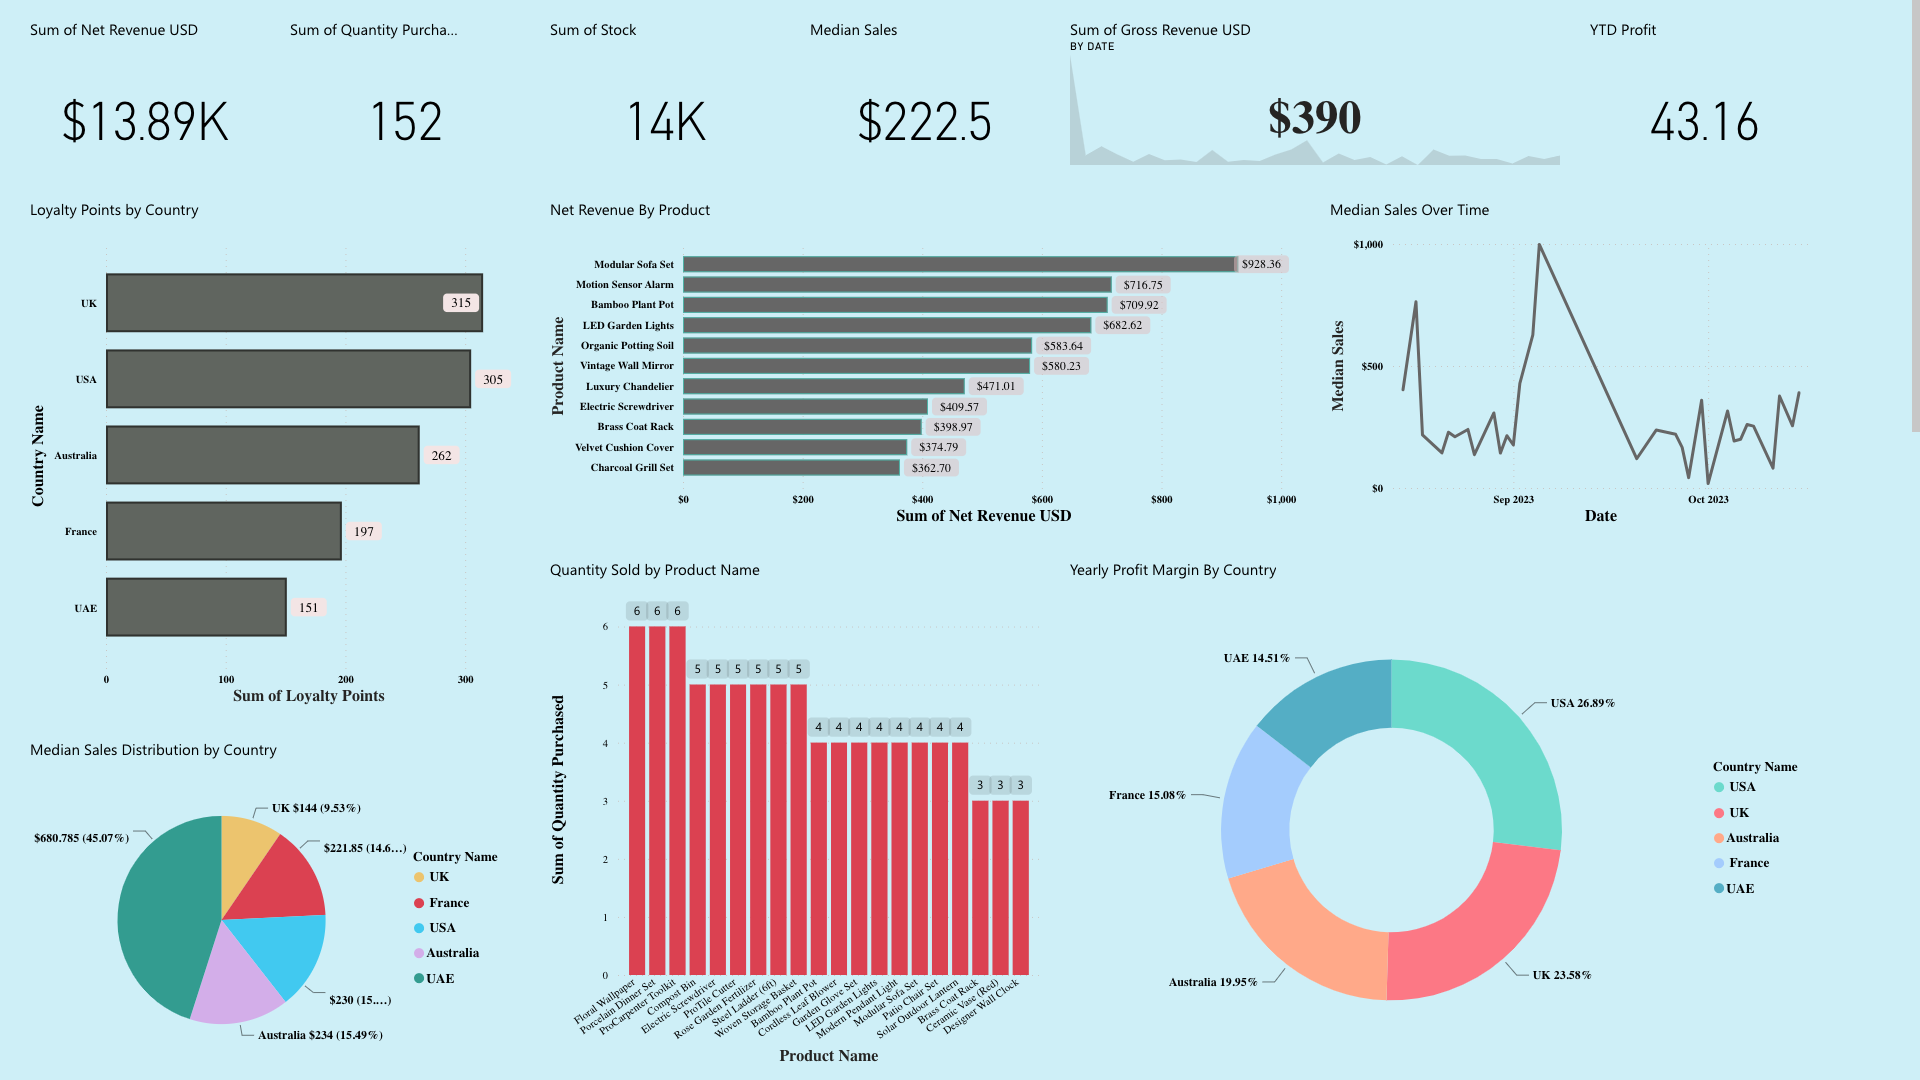 Sum of Net Revenue USD
$13.89K
Sum of Quantity Purcha...
152
Sum of Stock
14K
Median Sales
$222.5
Sum of Gross Revenue USD
BY DATE
$390
YTD Profit
43.16
Loyalty Points by Country
Country Name
UK
315
USA
305
Australia
262
France
197
UAE
151
0
100
200
300
Sum of Loyalty Points
Net Revenue By Product
Product Name
Modular Sofa Set
$928.36
Motion Sensor Alarm
$716.75
Bamboo Plant Pot
$709.92
LED Garden Lights
$682.62
Organic Potting Soil
$583.64
Vintage Wall Mirror
$580.23
Luxury Chandelier
$471.01
Electric Screwdriver
$409.57
Brass Coat Rack
$398.97
Velvet Cushion Cover
$374.79
Charcoal Grill Set
$362.70
$0
$200
$400
$600
$800
$1,000
Sum of Net Revenue USD
Median Sales Over Time
Median Sales
$1,000
$500
$0
Sep 2023
Oct 2023
Date
Median Sales Distribution by Country
UK $144 (9.53%)
$221.85 (14.6...)
$230 (15....)
Australia $234 (15.49%)
$680.785 (45.07%)
Country Name
UK
France
USA
Australia
UAE
Quantity Sold by Product Name
Sum of Quantity Purchased
6
5
4
3
2
1
0
6
6
6
5
5
5
5
5
5
4
4
4
4
4
4
4
4
3
3
3
Floral Wallpaper
Porcelain Dinner Set
ProCarpenter Toolkit
Compost Bin
Electric Screwdriver
ProTile Cutter
Rose Garden Fertilizer
Steel Ladder (6ft)
Woven Storage Basket
Bamboo Plant Pot
Cordless Leaf Blower
Garden Glove Set
LED Garden Lights
Modern Pendant Light
Modular Sofa Set
Patio Chair Set
Solar Outdoor Lantern
Brass Coat Rack
Ceramic Vase (Red)
Designer Wall Clock
Product Name
Yearly Profit Margin By Country
USA 26.89%
UK 23.58%
Australia 19.95%
France 15.08%
UAE 14.51%
Country Name
USA
UK
Australia
France
UAE